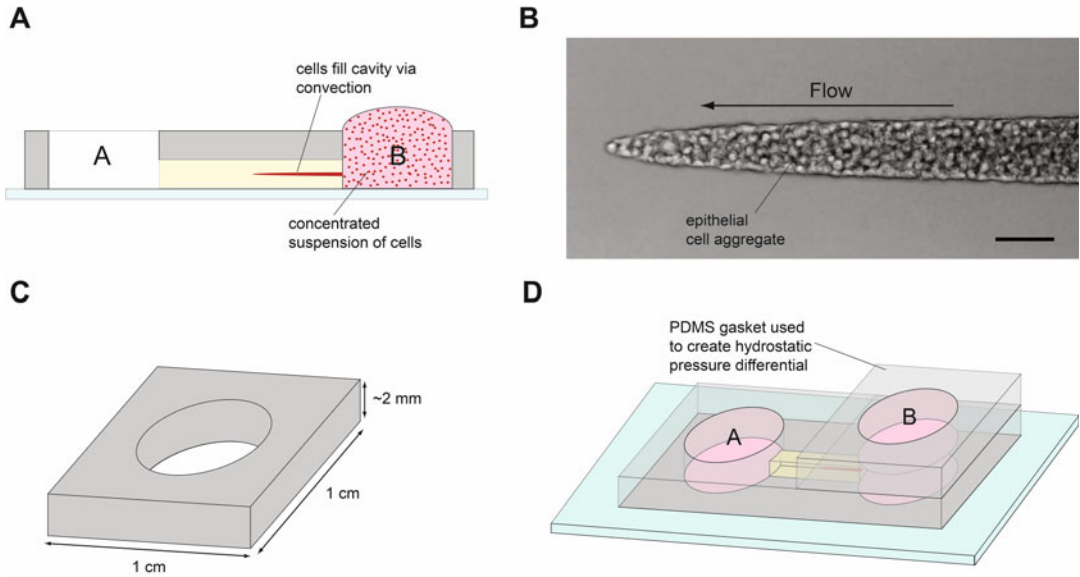 A
cells fill cavity via
convection
A
B
concentrated
suspension of cells
B
Flow
epithelial
cell aggregate
C
~2 mm
1 cm
1 cm
D
PDMS gasket used
to create hydrostatic
pressure differential
A
B